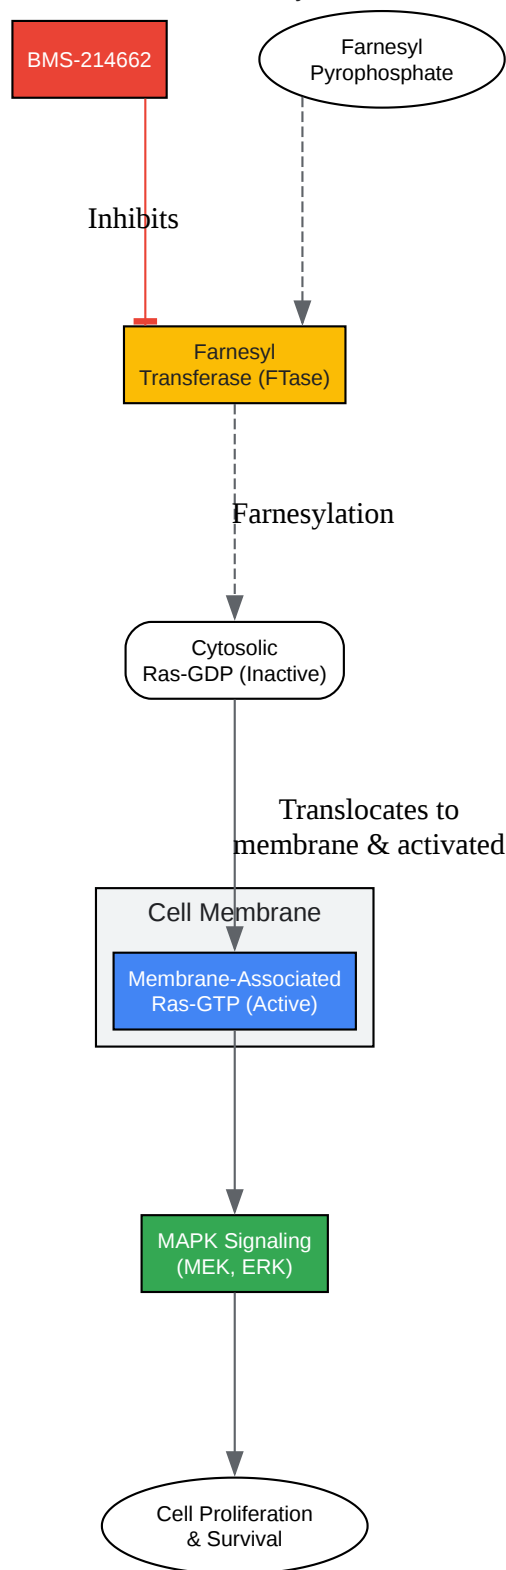 BMS-214662
Farnesyl
Pyrophosphate
Inhibits
Farnesyl
Transferase (FTase)
Farnesylation
Cytosolic
Ras-GDP (Inactive)
Translocates to
membrane & activated
Cell Membrane
Membrane-Associated
Ras-GTP (Active)
MAPK Signaling
(MEK, ERK)
Cell Proliferation
& Survival